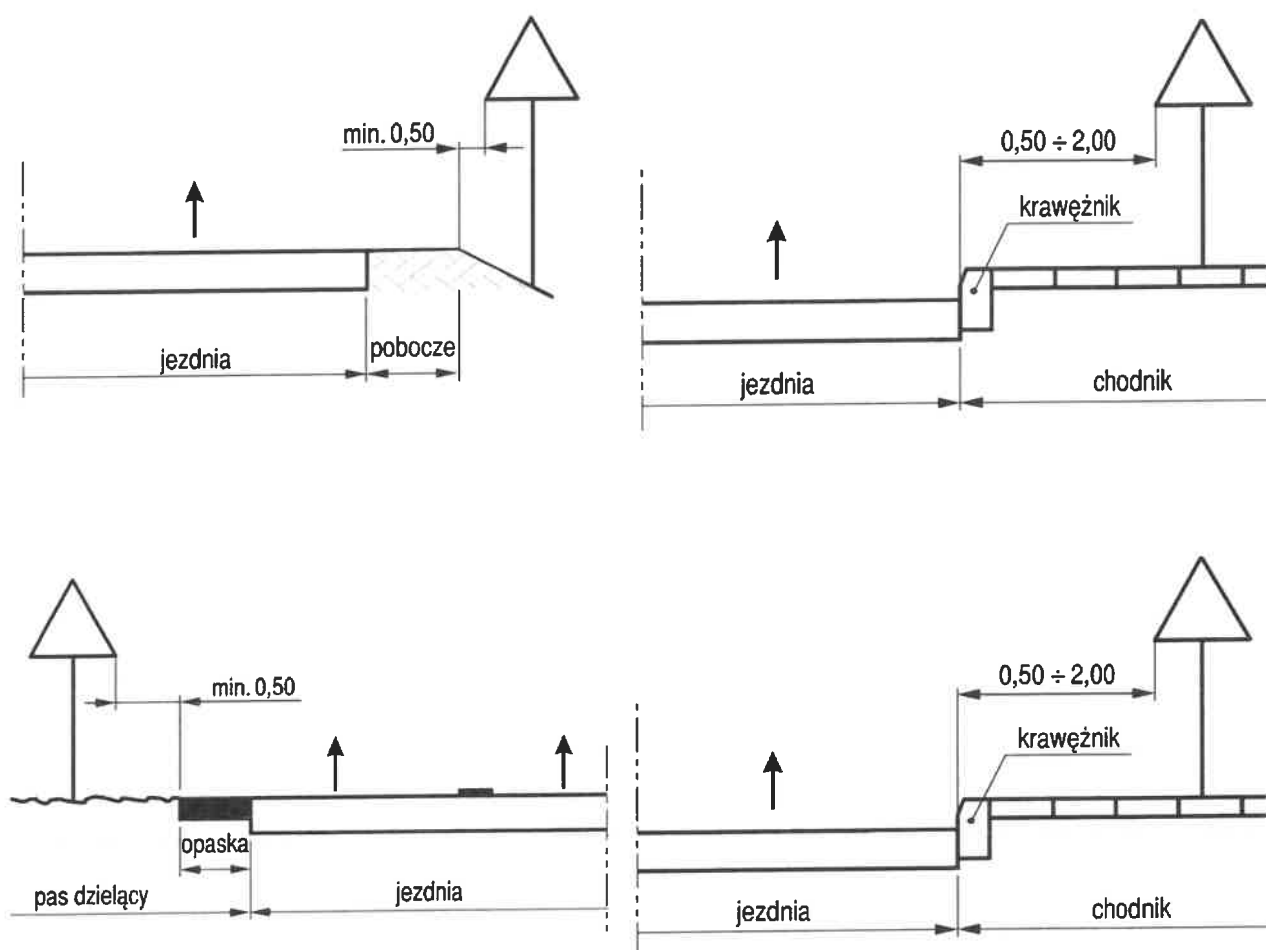 min. 0,50
jezdnia
pobocze
0,50 ÷ 2,00
krawężnik
jezdnia
chodnik
min. 0,50
opaska
pas dzielący
jezdnia
0,50 ÷ 2,00
krawężnik
jezdnia
chodnik